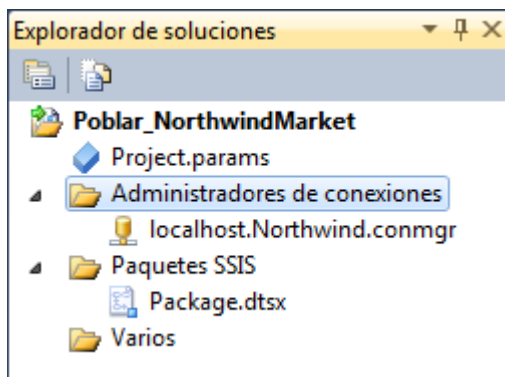 Explorador de soluciones
Poblar_NorthwindMarket
Project.params
Administradores de conexiones
localhost.Northwind.conmgr
Paquetes SSIS
Package.dtsx
Varios